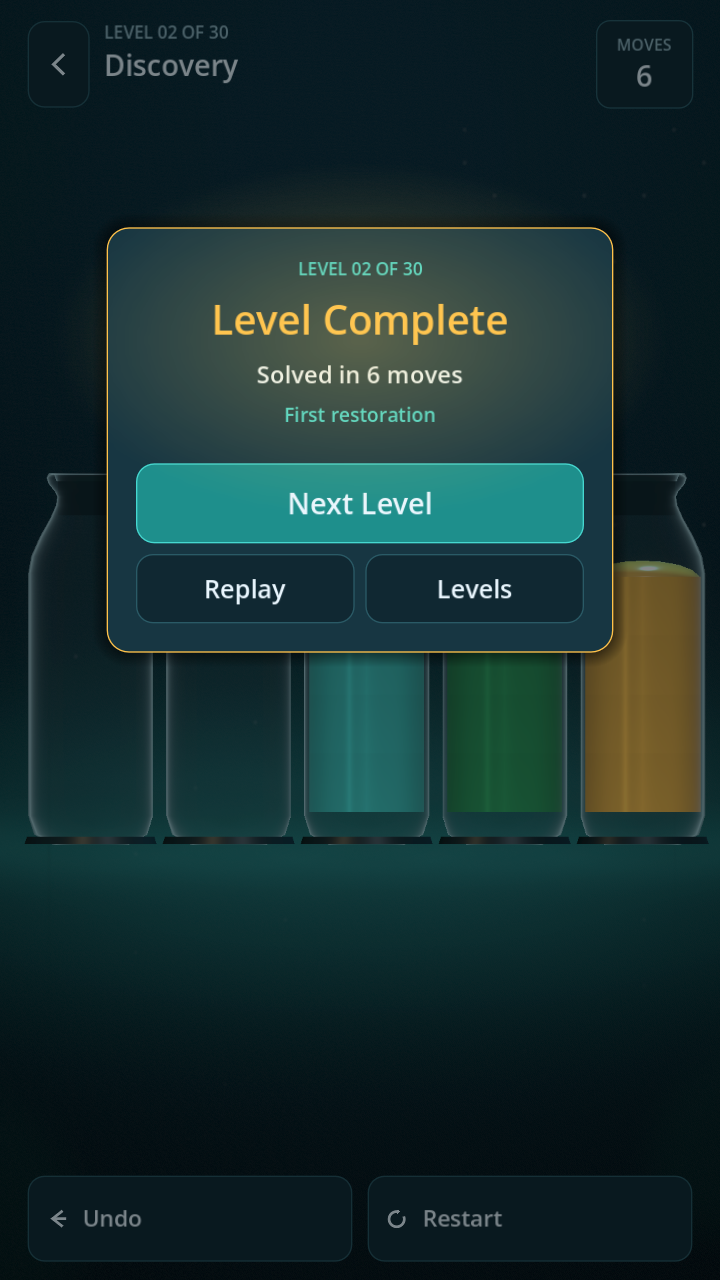 LEVEL 02 OF 30
Discovery
MOVES
6
LEVEL 02 OF 30
Level Complete
Solved in 6 moves
First restoration
Next Level
Replay
Levels
Undo
Restart